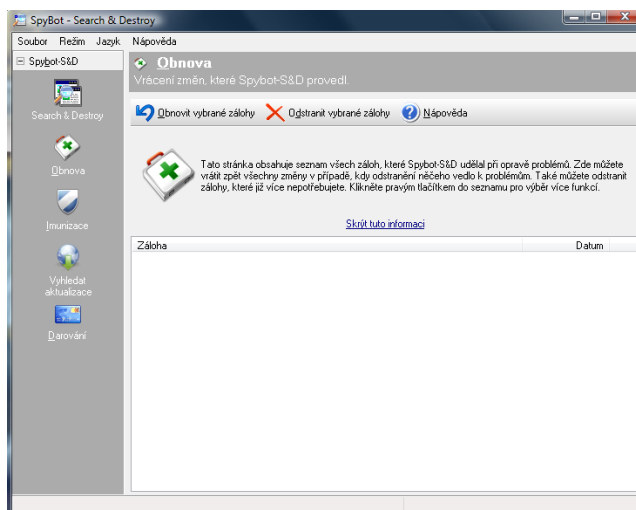 SpyBot - Search & Destroy
Soubor Režim Jazyk Nápověda
Spybot-S&D
Search & Destroy
Obnova
Imunizace
Vyhledat
aktualizace
Darování
Obnova
Vrácení změn, které Spybot-S&D provedl.
Obnovit vybrané zálohy Odstranit vybrané zálohy Nápověda
Tato stránka obsahuje seznam všech záloh, které Spybot-S&D udělal při opravě problémů. Zde můžete
vrátit zpět všechny změny v případě, kdy odstranění něčeho vedlo k problémům. Také můžete odstranit
zálohy, které již více nepotřebujete. Klikněte pravým tlačítkem do seznamu pro výběr více funkcí.
Skrýt tuto informaci
Záloha Datum